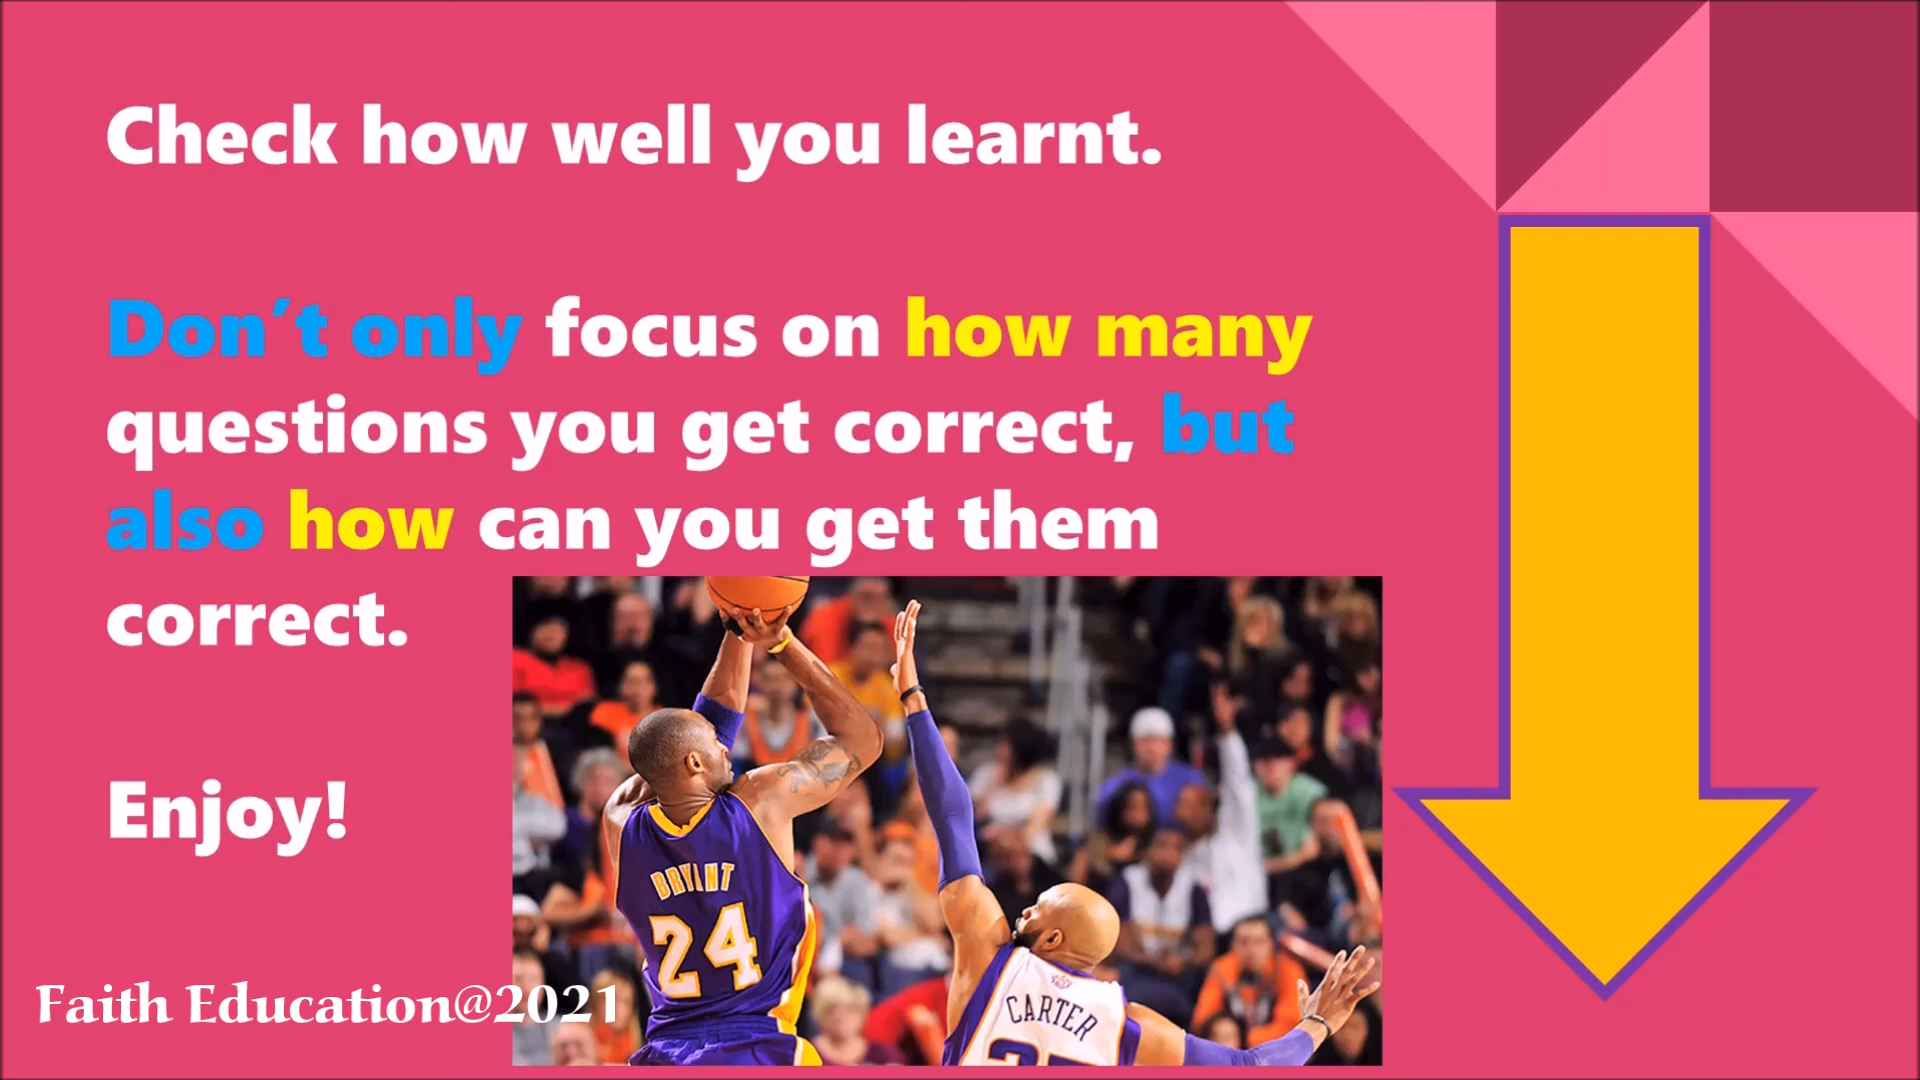 Check how well you learnt.
Don´t only focus on how many
questions you get correct, but
also how can you get them
correct.
Enjoy!
BRYANT
24
CARTER
Faith Education@2021